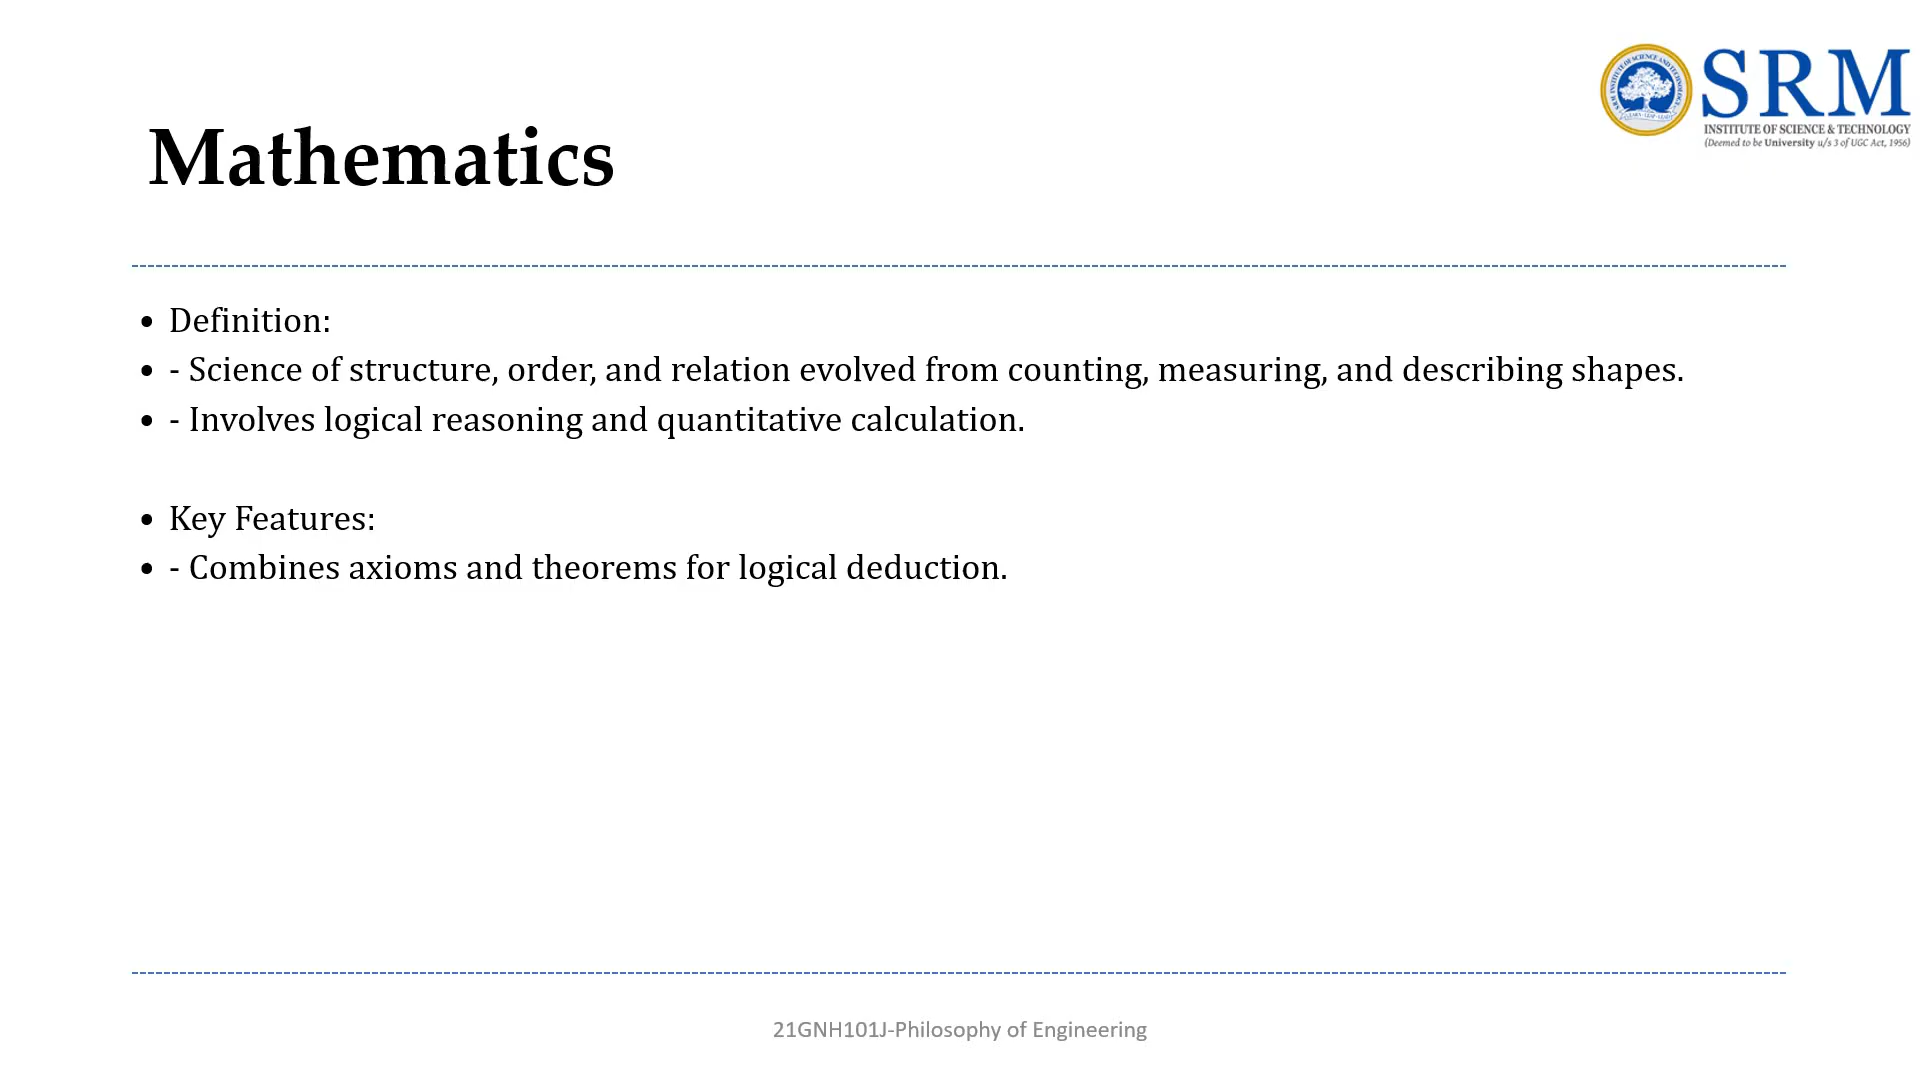 SRM
INSTITUTE OF SCIENCE & TECHNOLOGY
(Deemed to be University u/s 3 of UGC Act, 1956)
Mathematics
• Definition:
• - Science of structure, order, and relation evolved from counting, measuring, and describing shapes.
• - Involves logical reasoning and quantitative calculation.
• Key Features:
• - Combines axioms and theorems for logical deduction.
21GNH101J-Philosophy of Engineering